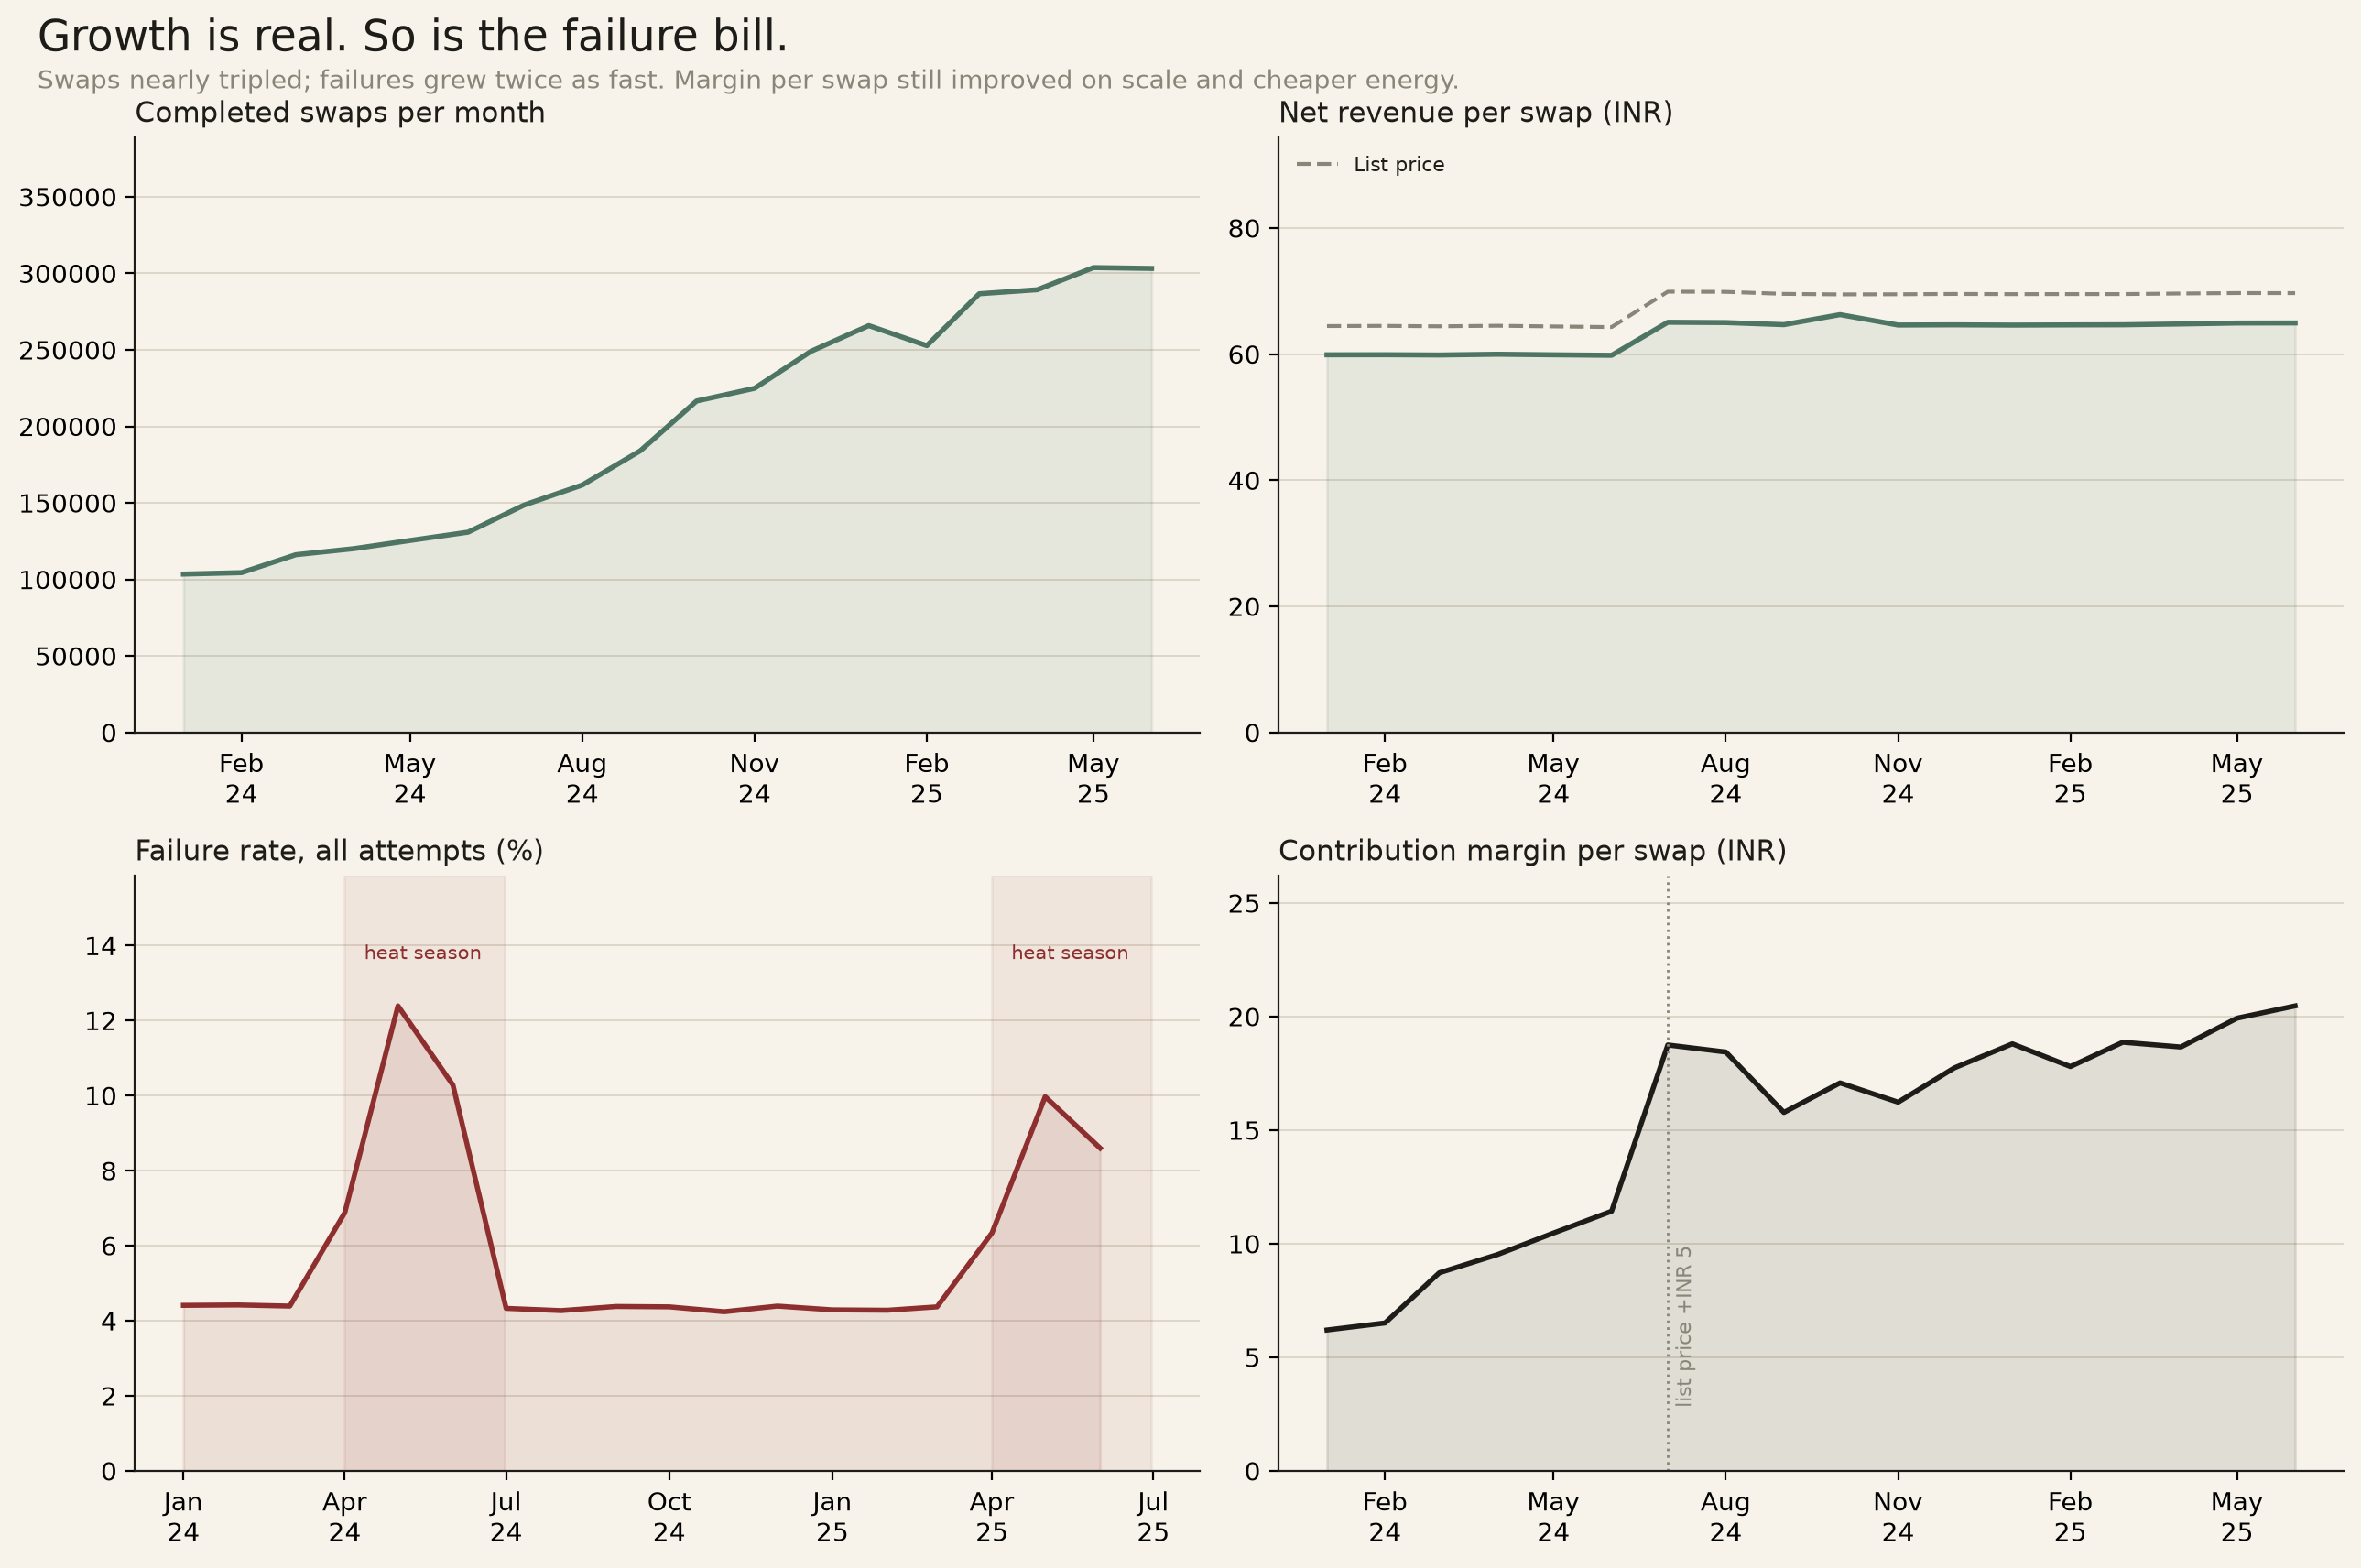 Growth is real. So is the failure bill.
Swaps nearly tripled; failures grew twice as fast. Margin per swap still improved on scale and cheaper energy.
Completed swaps per month
350000
300000
250000
200000
150000
100000
50000
0
Feb
24
May
24
Aug
24
Nov
24
Feb
25
May
25
Net revenue per swap (INR)
List price
80
60
40
20
0
Feb
24
May
24
Aug
24
Nov
24
Feb
25
May
25
Failure rate, all attempts (%)
heat season
heat season
14
12
10
8
6
4
2
0
Jan
24
Apr
24
Jul
24
Oct
24
Jan
25
Apr
25
Jul
25
Contribution margin per swap (INR)
25
20
15
10
5
0
list price +INR 5
Feb
24
May
24
Aug
24
Nov
24
Feb
25
May
25